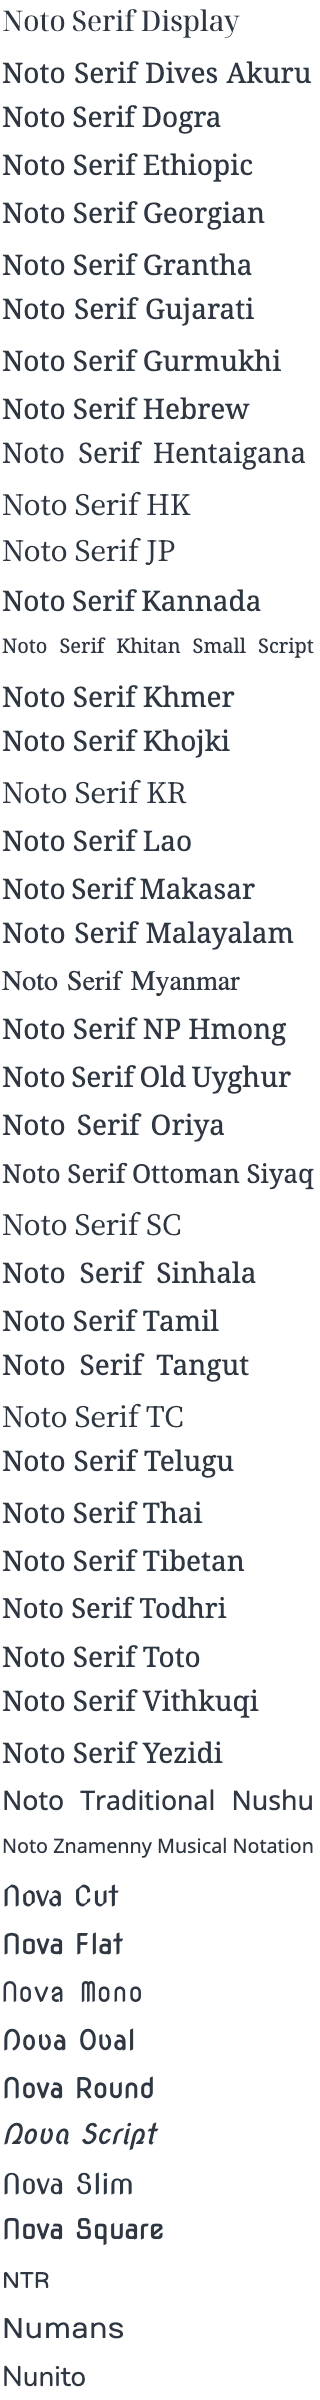 Noto Serif Display
Noto Serif Dives Akuru
Noto Serif Dogra
Noto Serif Ethiopic
Noto Serif Georgian
Noto Serif Grantha
Noto Serif Gujarati
Noto Serif Gurmukhi
Noto Serif Hebrew
Noto Serif Hentaigana
Noto Serif HK
Noto Serif JP
Noto Serif Kannada
Noto Serif Khitan Small Script
Noto Serif Khmer
Noto Serif Khojki
Noto Serif KR
Noto Serif Lao
Noto Serif Makasar
Noto Serif Malayalam
Noto Serif Myanmar
Noto Serif NP Hmong
Noto Serif Old Uyghur
Noto Serif Oriya
Noto Serif Ottoman Siyaq
Noto Serif SC
Noto Serif Sinhala
Noto Serif Tamil
Noto Serif Tangut
Noto Serif TC
Noto Serif Telugu
Noto Serif Thai
Noto Serif Tibetan
Noto Serif Todhri
Noto Serif Toto
Noto Serif Vithkuqi
Noto Serif Yezidi
Noto Traditional Nushu
Noto Znamenny Musical Notation
Nova Cut
Nova Flat
Nova Mono
Nova Oval
Nova Round
Nova Script
Nova Slim
Nova Square
NTR
Numans
Nunito